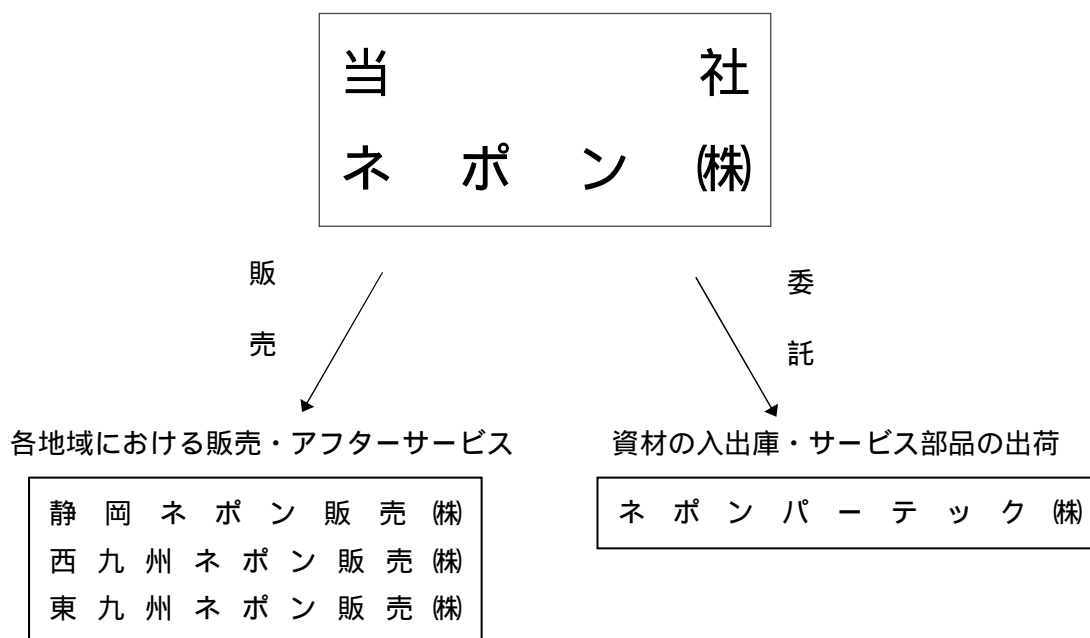 当社
ネポン㈱
販売
委託
各地域における販売・アフターサービス
静岡ネポン販売㈱
西九州ネポン販売㈱
東九州ネポン販売㈱
資材の入出庫・サービス部品の出荷
ネポンパーテック㈱